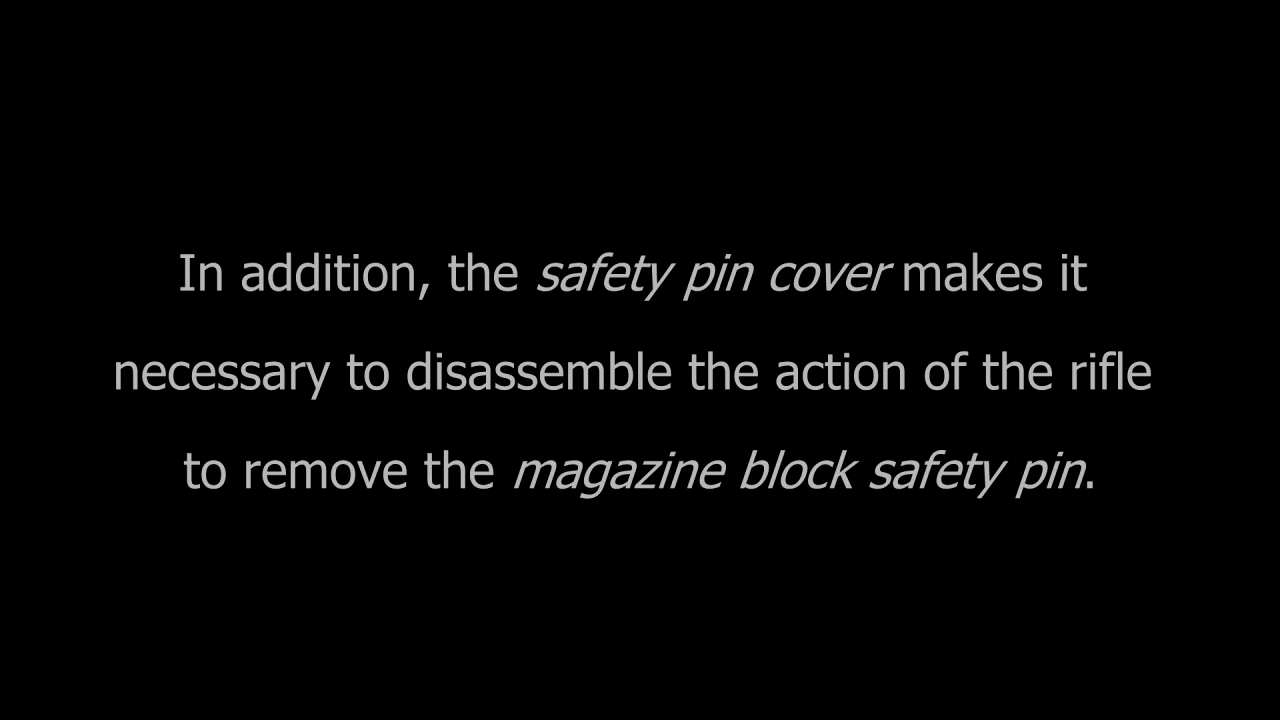 In addition, the safety pin cover makes it
necessary to disassemble the action of the rifle
to remove the magazine block safety pin.